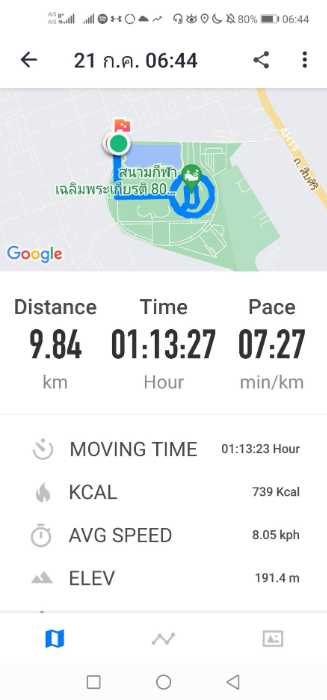 80% 06:44
21 ก.ค. 06:44
สนามกีฬา
เฉลิมพระเกียรติ 80...
ถ. สืบศิริ
Google
Distance Time Pace
9.84 01:13:27 07:27
km Hour min/km
MOVING TIME 01:13:23 Hour
KCAL 739 Kcal
AVG SPEED 8.05 kph
ELEV 191.4 m